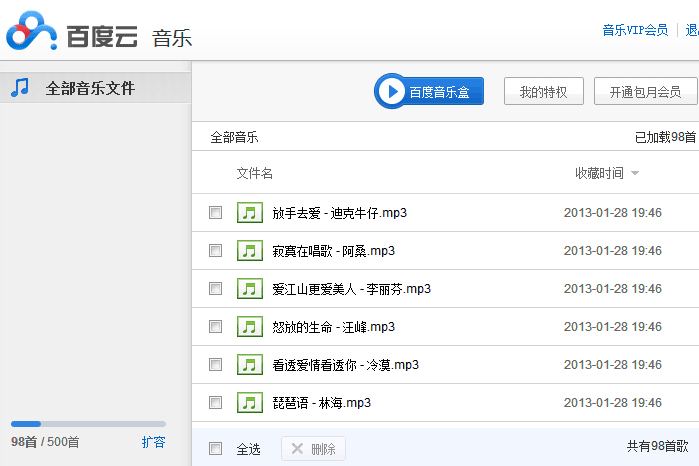 百度云 音乐
音乐VIP会员
全部音乐文件
百度音乐盒 我的特权 开通包月会员
全部音乐 已加载98首
文件名 收藏时间
放手去爱 - 迪克牛仔.mp3 2013-01-28 19:46
寂寞在唱歌 - 阿桑.mp3 2013-01-28 19:46
爱江山更爱美人 - 李丽芬.mp3 2013-01-28 19:46
怒放的生命 - 汪峰.mp3 2013-01-28 19:46
看透爱情看透你 - 冷漠.mp3 2013-01-28 19:46
琵琶语 - 林海.mp3 2013-01-28 19:46
98首 / 500首 扩容
全选 删除 共有98首歌